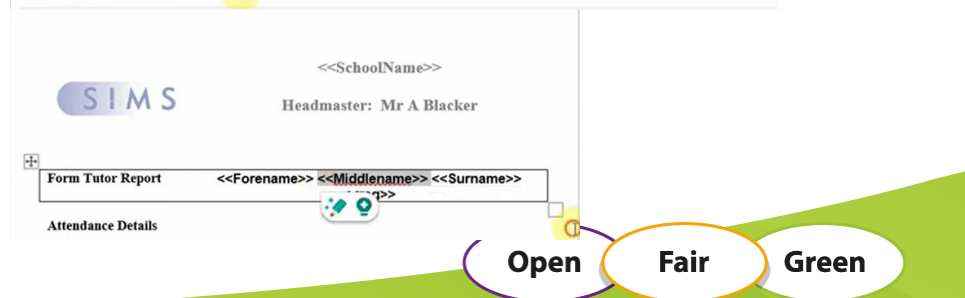 <<SchoolName>>
SIMS
Headmaster: Mr A Blacker
Form Tutor Report <<Forename>> <<Middlename>> <<Surname>>
Attendance Details
Open Fair Green